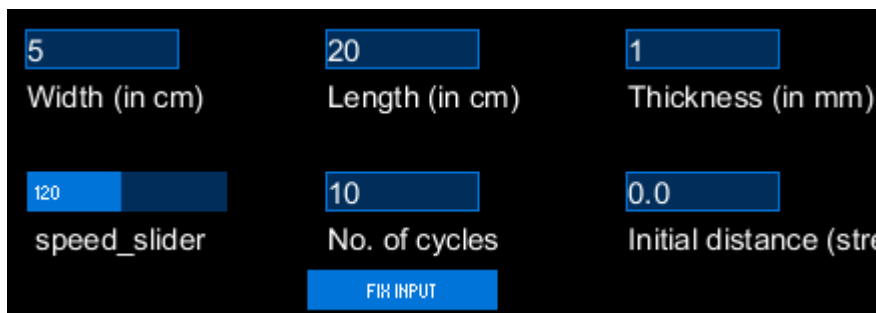 5 20 1
Width (in cm) Length (in cm) Thickness (in mm)
120 10 0.0
speed_slider No. of cycles Initial distance (stre
FIX INPUT